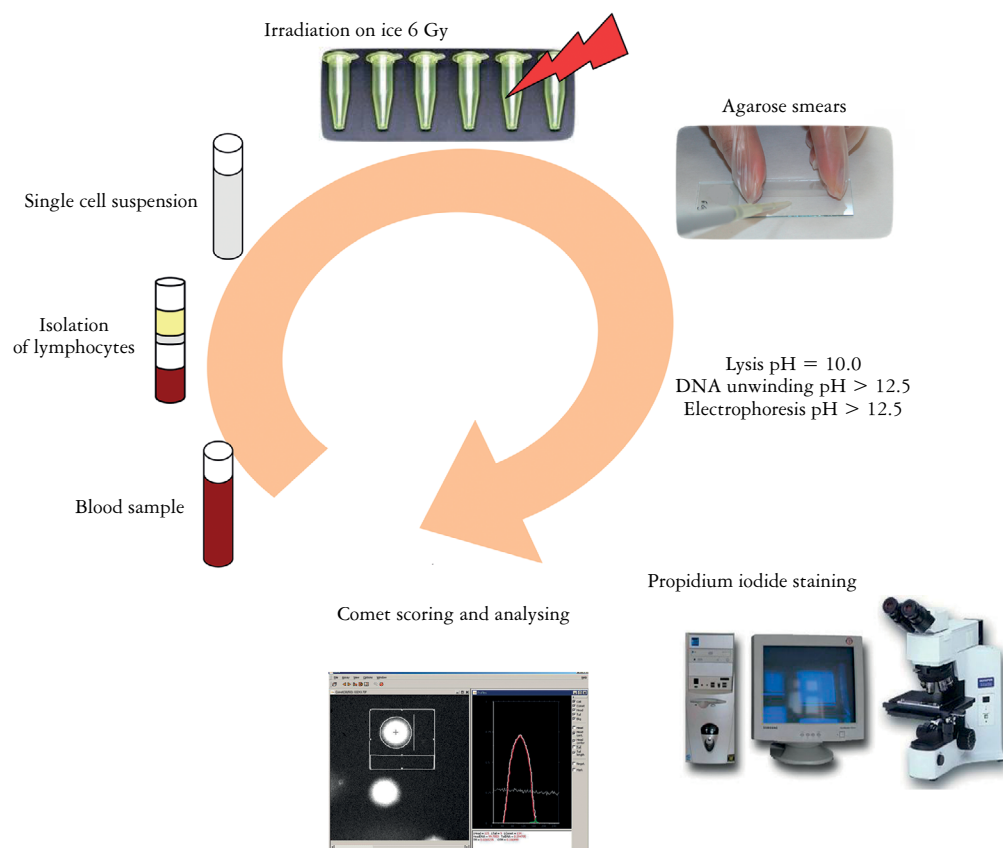 Irradiation on ice 6 Gy
Agarose smears
Single cell suspension
Isolation
of lymphocytes
Lysis pH = 10.0
DNA unwinding pH > 12.5
Electrophoresis pH > 12.5
Blood sample
Propidium iodide staining
Comet scoring and analysing